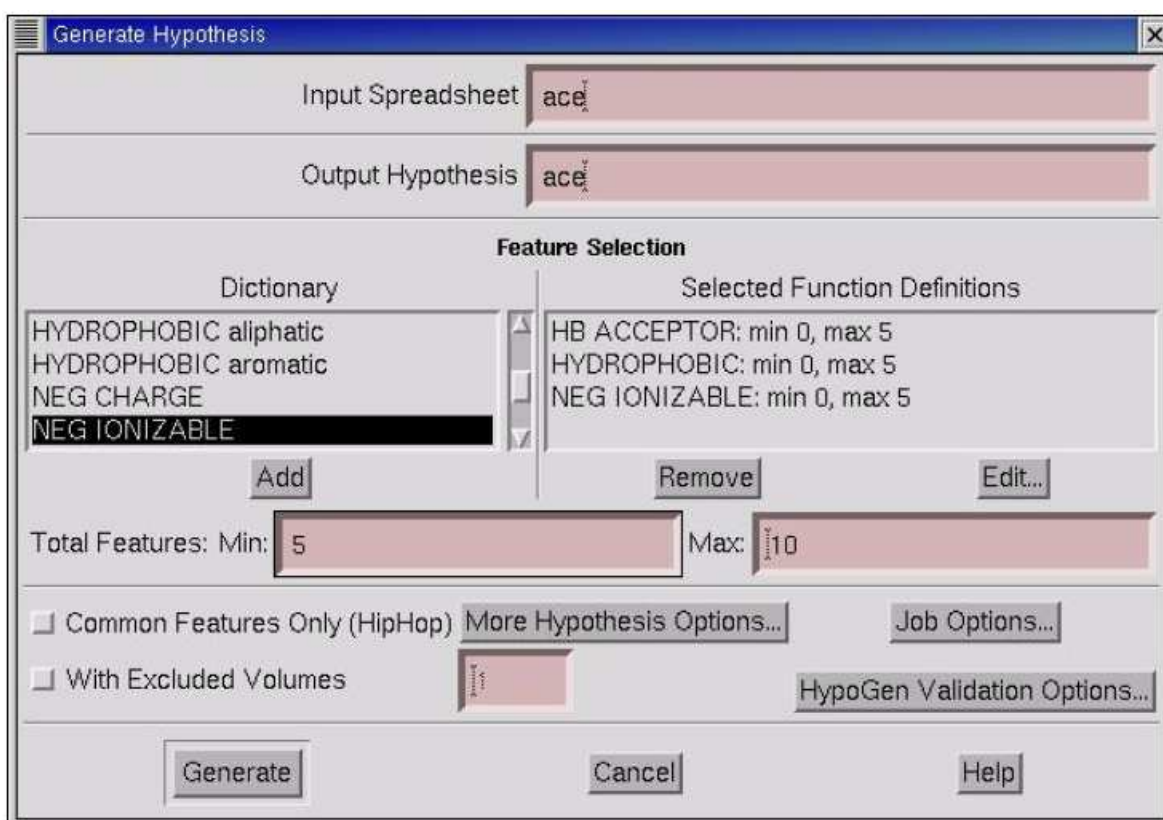 Generate Hypothesis
Input Spreadsheet ace
Output Hypothesis ace
Feature Selection
Dictionary
HYDROPHOBIC aliphatic
HYDROPHOBIC aromatic
NEG CHARGE
NEG IONIZABLE
Add
Selected Function Definitions
HB ACCEPTOR: min 0, max 5
HYDROPHOBIC: min 0, max 5
NEG IONIZABLE: min 0, max 5
Remove Edit...
Total Features: Min: 5 Max: 10
Common Features Only (HipHop) More Hypothesis Options... Job Options...
With Excluded Volumes
HypoGen Validation Options...
Generate Cancel Help